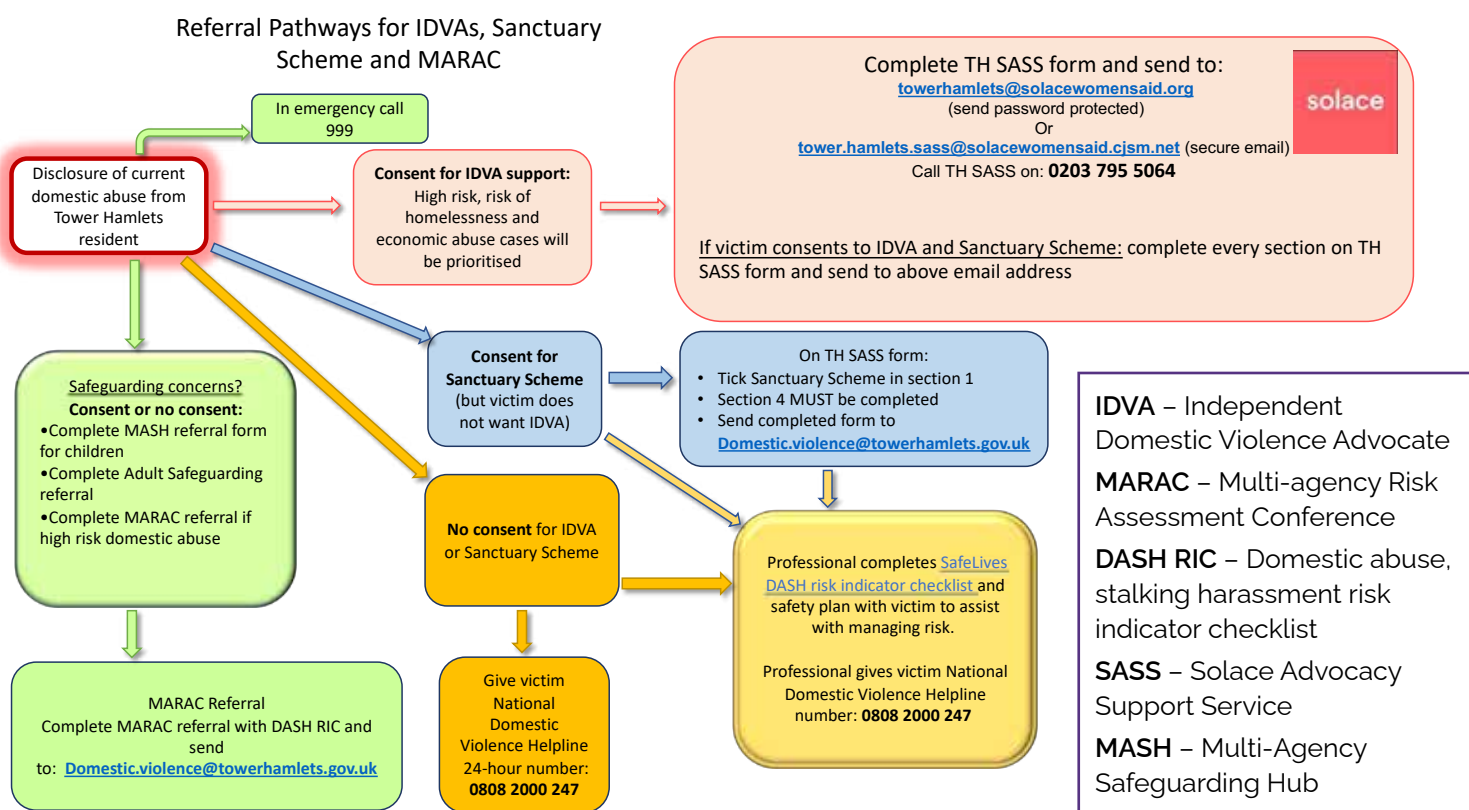 Referral Pathways for IDVAs, Sanctuary
Scheme and MARAC
In emergency call
999
Disclosure of current
domestic abuse from
Tower Hamlets
resident
Consent for IDVA support:
High risk, risk of
homelessness and
economic abuse cases will
be prioritised
Complete TH SASS form and send to:
towerhamlets@solacewomensaid.org
(send password protected)
Or
tower.hamlets.sass@solacewomensaid.cjsm.net (secure email)
Call TH SASS on: 0203 795 5064
solace
If victim consents to IDVA and Sanctuary Scheme: complete every section on TH
SASS form and send to above email address
Consent for
Sanctuary Scheme
(but victim does
not want IDVA)
On TH SASS form:
• Tick Sanctuary Scheme in section 1
• Section 4 MUST be completed
• Send completed form to
Domestic.violence@towerhamlets.gov.uk
Safeguarding concerns?
Consent or no consent:
•Complete MASH referral form
for children
•Complete Adult Safeguarding
referral
•Complete MARAC referral if
high risk domestic abuse
No consent for IDVA
or Sanctuary Scheme
Professional completes SafeLives
DASH risk indicator checklist and
safety plan with victim to assist
with managing risk.
Professional gives victim National
Domestic Violence Helpline
number: 0808 2000 247
MARAC Referral
Complete MARAC referral with DASH RIC and
send
to: Domestic.violence@towerhamlets.gov.uk
Give victim
National
Domestic
Violence Helpline
24-hour number:
0808 2000 247
IDVA – Independent
Domestic Violence Advocate
MARAC – Multi-agency Risk
Assessment Conference
DASH RIC – Domestic abuse,
stalking harassment risk
indicator checklist
SASS – Solace Advocacy
Support Service
MASH – Multi-Agency
Safeguarding Hub